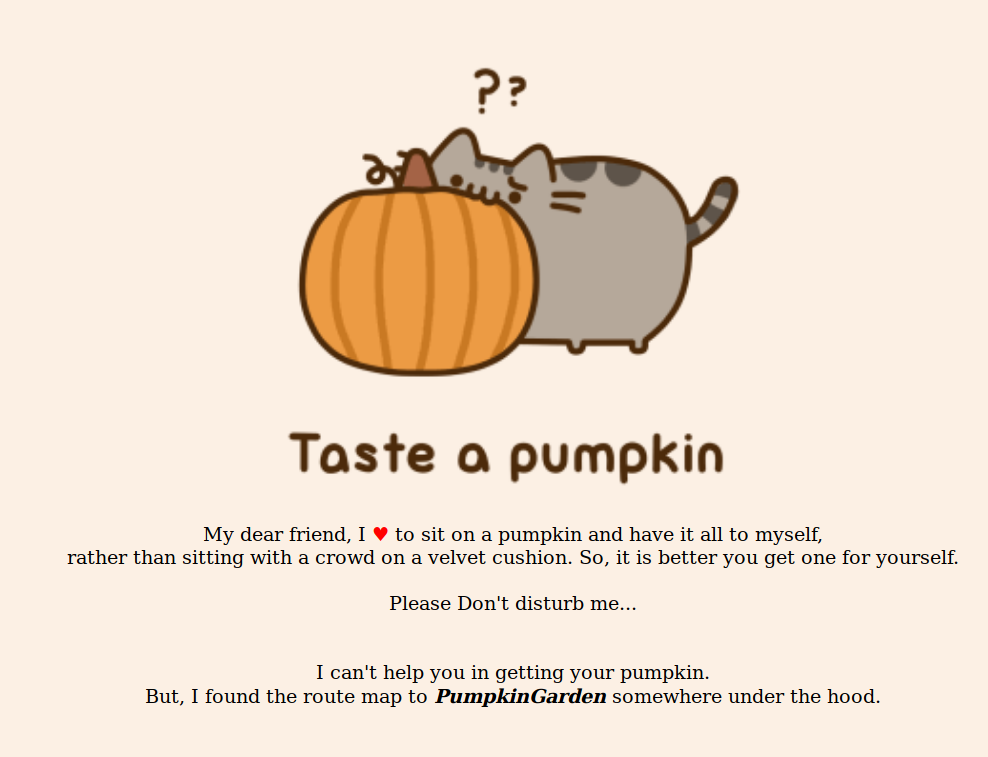 ? ?
Taste a pumpkin
My dear friend, I ♥ to sit on a pumpkin and have it all to myself,
rather than sitting with a crowd on a velvet cushion. So, it is better you get one for yourself.
Please Don't disturb me...
I can't help you in getting your pumpkin.
But, I found the route map to PumpkinGarden somewhere under the hood.